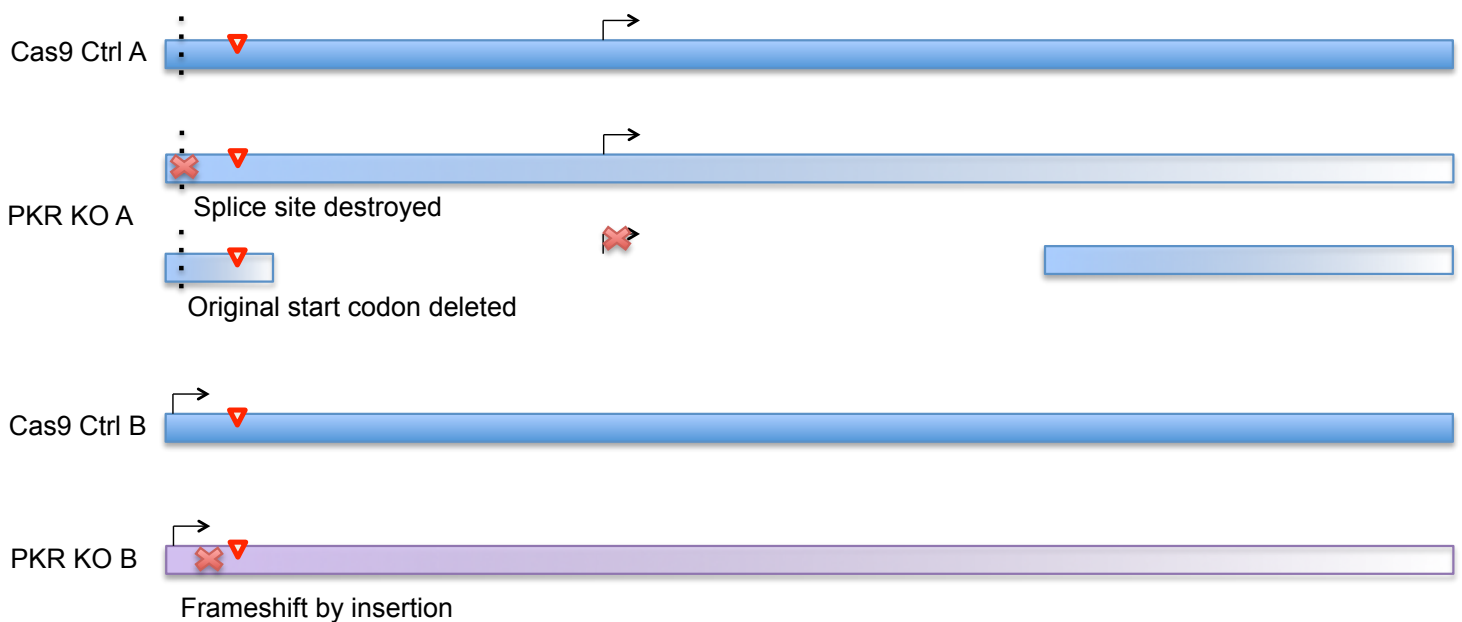 Cas9 Ctrl A
Splice site destroyed
PKR KO A
Original start codon deleted
Cas9 Ctrl B
PKR KO B
Frameshift by insertion